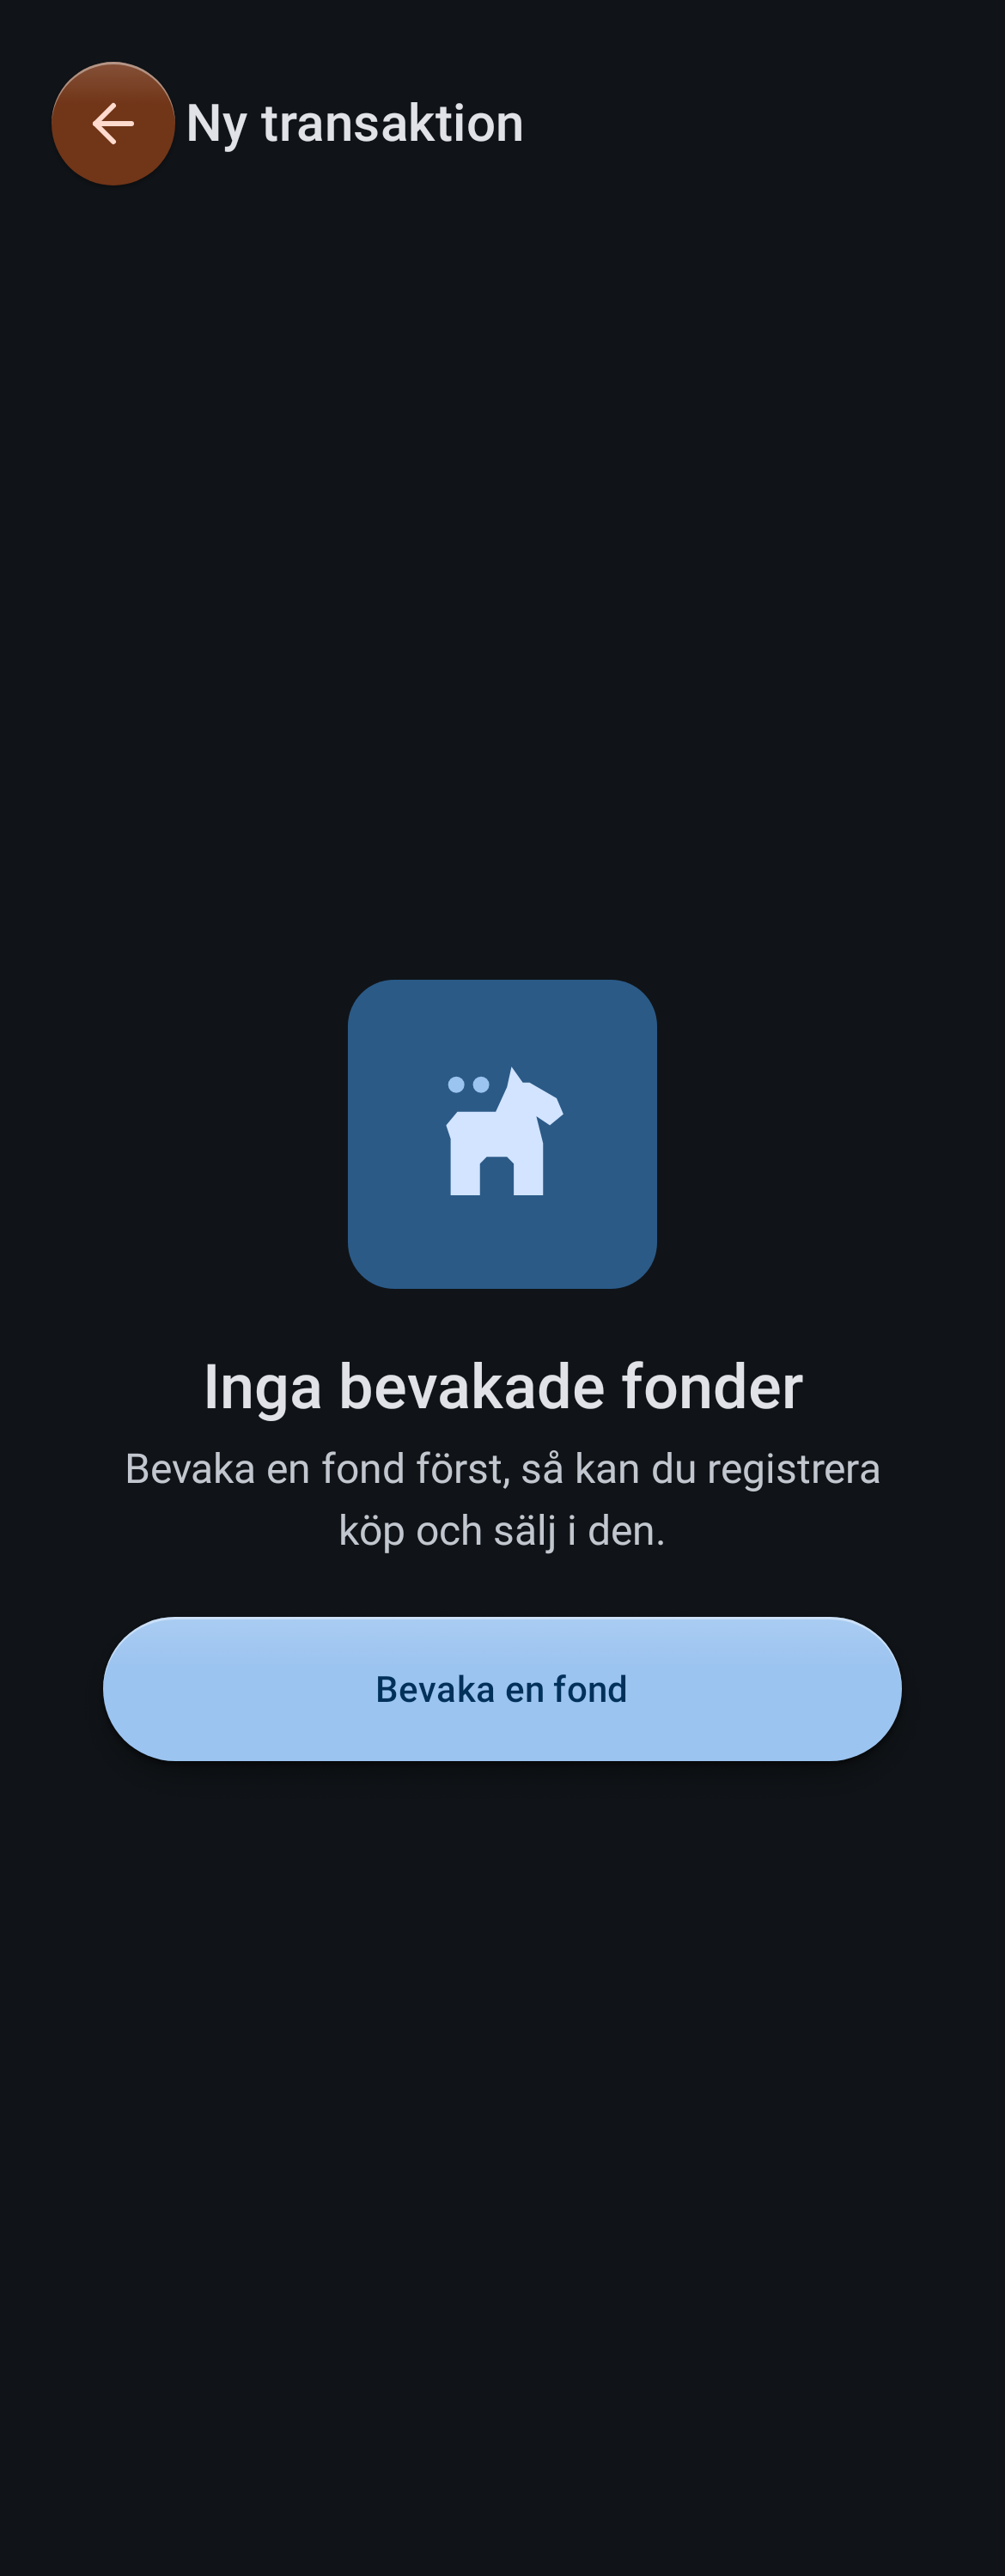 Ny transaktion
Inga bevakade fonder
Bevaka en fond först, så kan du registrera
köp och sälj i den.
Bevaka en fond